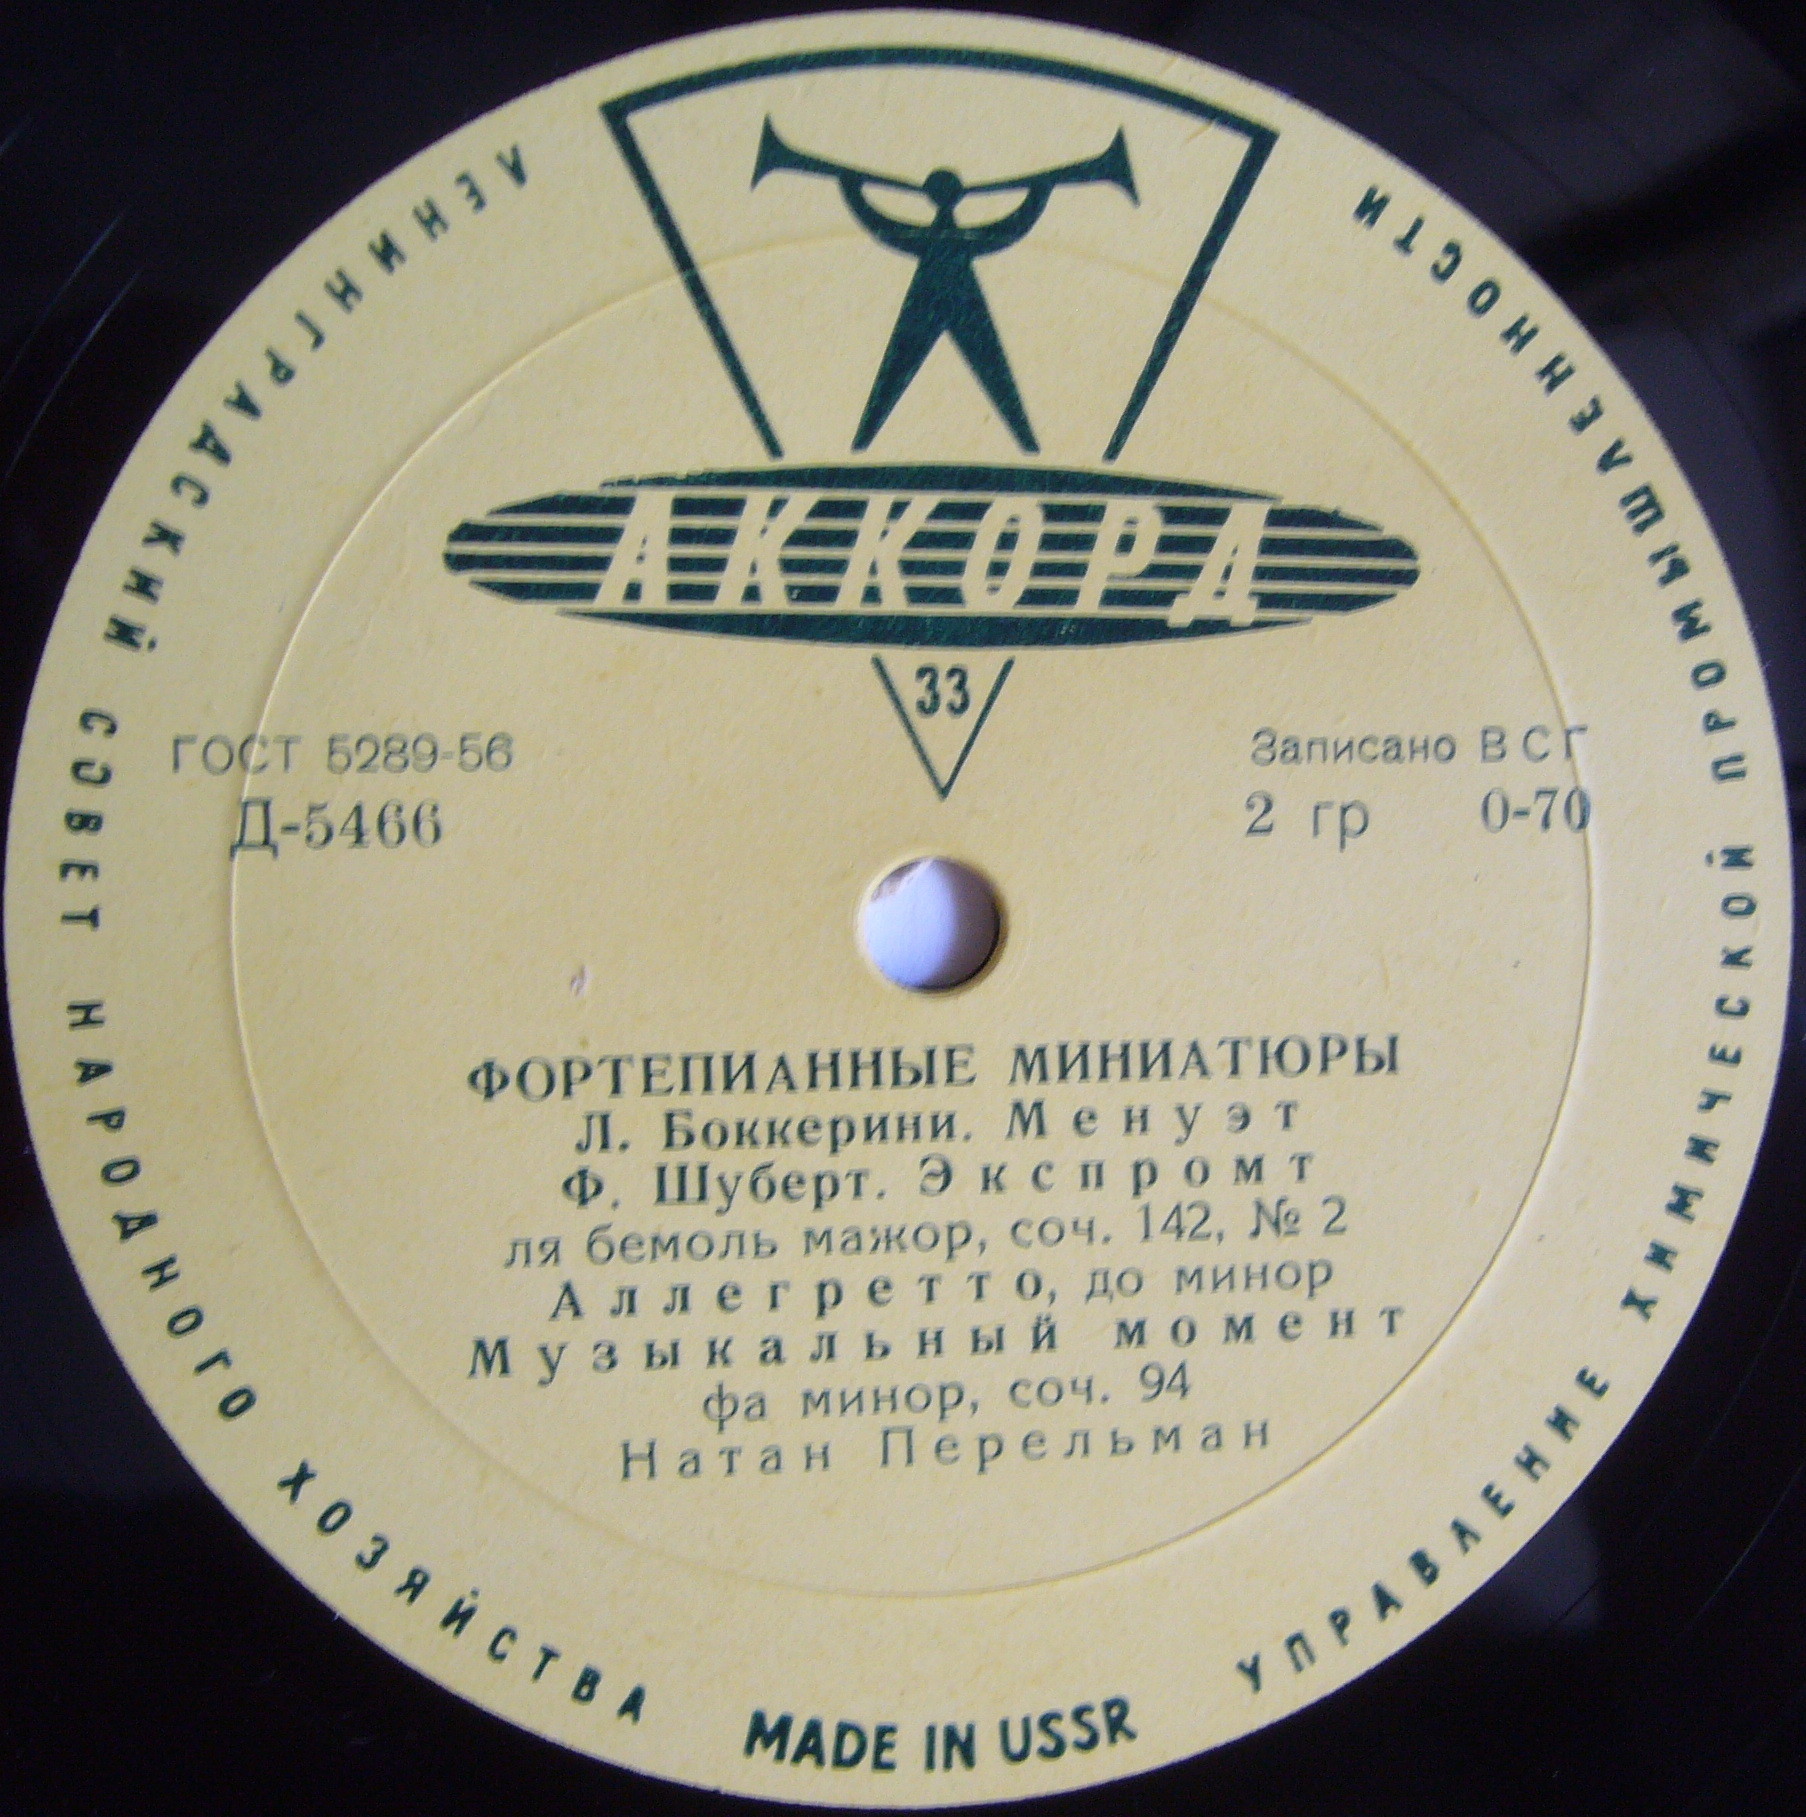 ЛЕНИНГРАДСКИЙ СОВЕТ НАРОДНОГО ХОЗЯЙСТВА
УПРАВЛЕНИЕ ХИМИЧЕСКОЙ ПРОМЫШЛЕННОСТИ
АККОРД
33
ГОСТ 5289-56
Д-5466
Записано ВСГ
2 гр 0-70
ФОРТЕПИАННЫЕ МИНИАТЮРЫ
Л. Боккерини. Менуэт
Ф. Шуберт. Экспромт
ля бемоль мажор, соч. 142, № 2
Аллегретто, до минор
Музыкальный момент
фа минор, соч. 94
Натан Перельман
MADE IN USSR